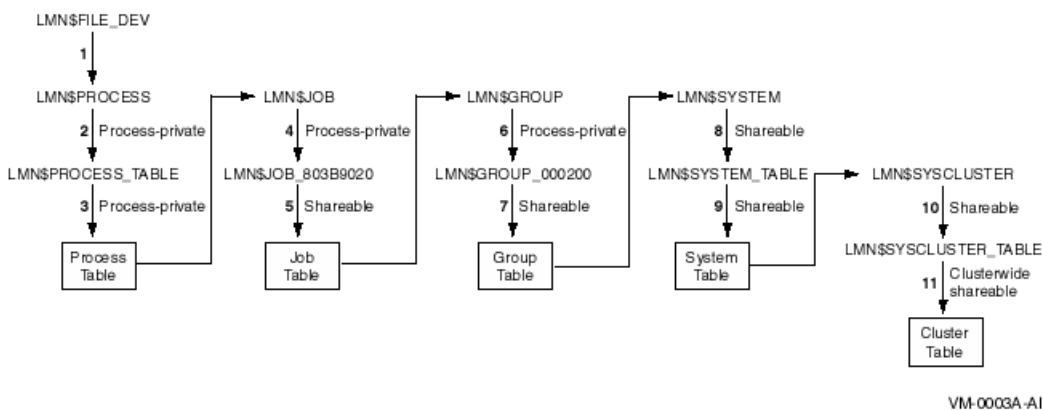 LMN$FILE_DEV
1
LMN$PROCESS
LMN$JOB
LMN$GROUP
LMN$SYSTEM
2 Process-private
4 Process-private
6 Process-private
8 Shareable
LMN$PROCESS_TABLE
LMN$JOB_803B9020
LMN$GROUP_000200
LMN$SYSTEM_TABLE
LMN$SYSCLUSTER
3 Process-private
5 Shareable
7 Shareable
9 Shareable
10 Shareable
Process
Table
Job
Table
Group
Table
System
Table
LMN$SYSCLUSTER_TABLE
11 Clusterwide
shareable
Cluster
Table
VM-0003A-AI